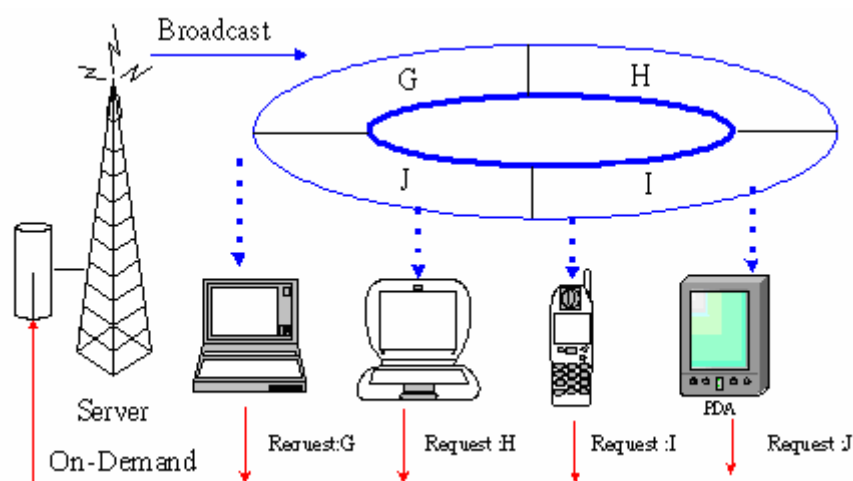 Broadcast
G
H
J
I
Server
PDA
Request:G
Request :H
Request :I
Request :J
On-Demand